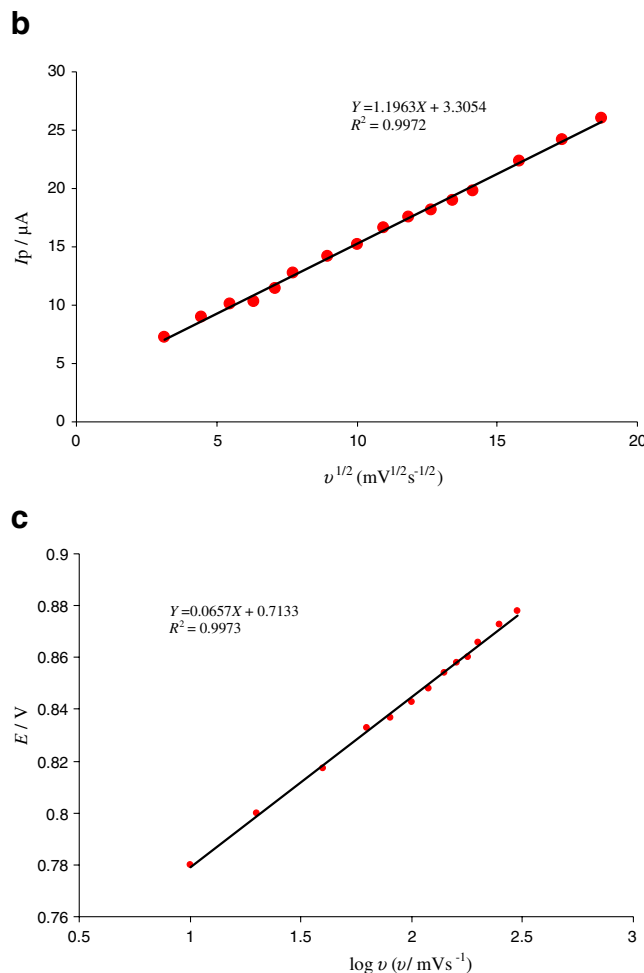 b
30
25
20
15
10
5
0
Y =1.1963X + 3.3054
R² = 0.9972
Ip / µA
0 5 10 15 20
υ^1/2 (mV^1/2s^-1/2)
c
0.9
0.88
0.86
0.84
0.82
0.8
0.78
0.76
Y =0.0657X + 0.7133
R² = 0.9973
E / V
0.5 1 1.5 2 2.5 3
log υ (υ/ mVs^-1)